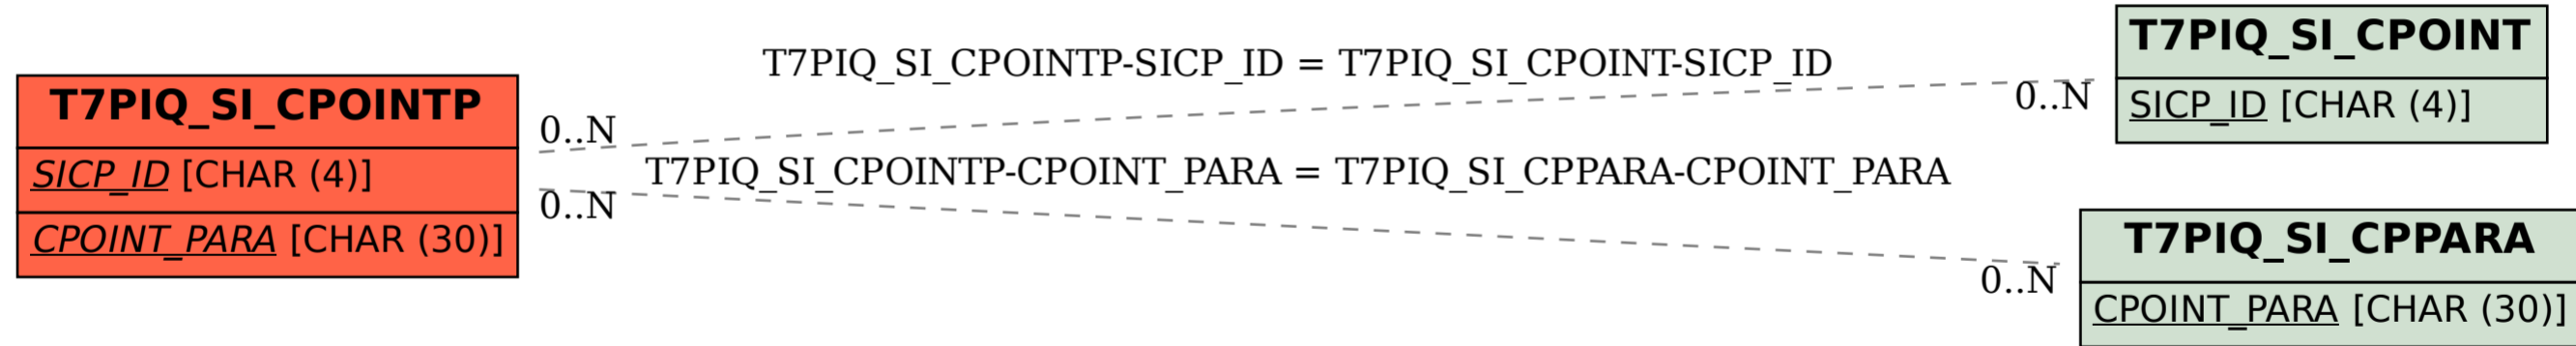 T7PIQ_SI_CPOINTP
SICP_ID [CHAR (4)]
CPOINT_PARA [CHAR (30)]
T7PIQ_SI_CPOINTP-SICP_ID = T7PIQ_SI_CPOINT-SICP_ID
0..N
0..N
T7PIQ_SI_CPOINTP-CPOINT_PARA = T7PIQ_SI_CPPARA-CPOINT_PARA
0..N
0..N
T7PIQ_SI_CPOINT
SICP_ID [CHAR (4)]
T7PIQ_SI_CPPARA
CPOINT_PARA [CHAR (30)]